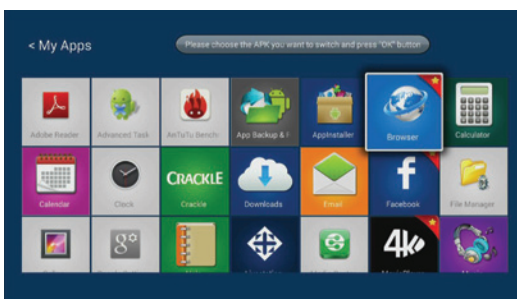 < My Apps
Please choose the APK you want to switch and press "OK" button
Adobe Reader
Advanced Task
AnTuTu Bench
App Backup & F
AppInstaller
Browser
Calculator
Calendar
Clock
CRACKLE
Crackle
Downloads
Email
Facebook
File Manager
8+
4K